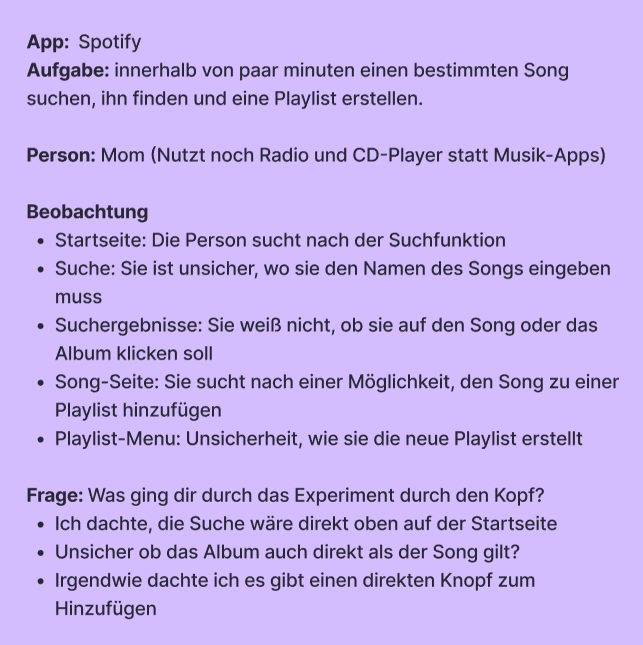 App: Spotify
Aufgabe: innerhalb von paar minuten einen bestimmten Song
suchen, ihn finden und eine Playlist erstellen.
Person: Mom (Nutzt noch Radio und CD-Player statt Musik-Apps)
Beobachtung
• Startseite: Die Person sucht nach der Suchfunktion
• Suche: Sie ist unsicher, wo sie den Namen des Songs eingeben
muss
• Suchergebnisse: Sie weiß nicht, ob sie auf den Song oder das
Album klicken soll
• Song-Seite: Sie sucht nach einer Möglichkeit, den Song zu einer
Playlist hinzufügen
• Playlist-Menu: Unsicherheit, wie sie die neue Playlist erstellt
Frage: Was ging dir durch das Experiment durch den Kopf?
• Ich dachte, die Suche wäre direkt oben auf der Startseite
• Unsicher ob das Album auch direkt als der Song gilt?
• Irgendwie dachte ich es gibt einen direkten Knopf zum
Hinzufügen